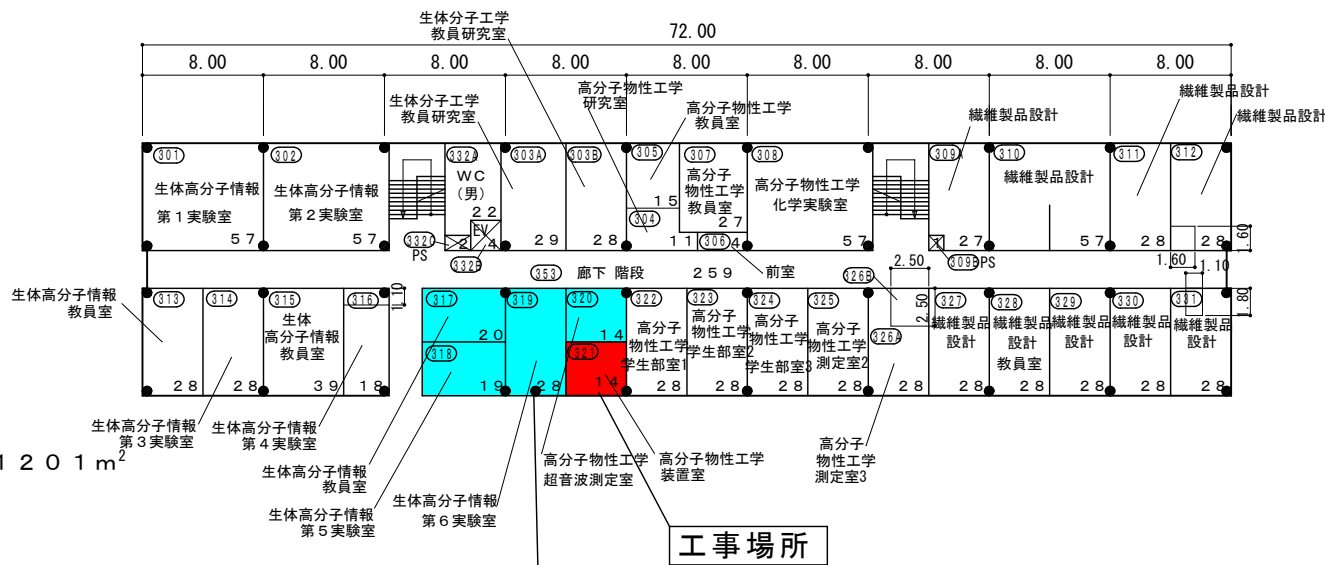 生体分子工学
教員研究室
72.00
8.00 8.00 8.00 8.00 8.00 8.00 8.00 8.00 8.00
生体分子工学
教員研究室
高分子物性工学
研究室
高分子物性工学
教員室
繊維製品設計
繊維製品設計
繊維製品設計
301
生体高分子情報
第1実験室
57
302
生体高分子情報
第2実験室
57
332A
WC
(男)
22
EV
2
4
332C
PS
332B
303A
29
303B
28
305
15
304
11
307
高分子
物性工学
教員室
27
306
4
前室
308
高分子物性工学
化学実験室
57
309A
27
1
309B
PS
310
繊維製品設計
57
311
28
312
28
1.60
1.60
1.10
1.80
353
廊下 階段
259
2.50
2.50
326B
生体高分子情報
教員室
313
28
314
28
315
生体
高分子情報
教員室
39
316
18
1.10
317
20
318
19
319
28
320
14
321
14
322
高分子
物性工学
学生部室1
28
323
高分子
物性工学
学生部室2
28
324
高分子
物性工学
学生部室3
28
325
高分子
物性工学
測定室2
28
326A
28
327
繊維製品
設計
28
328
繊維製品
設計
教員室
28
329
繊維製品
設計
28
330
繊維製品
設計
28
331
繊維製品
設計
28
生体高分子情報
第3実験室
生体高分子情報
第4実験室
生体高分子情報
教員室
生体高分子情報
第5実験室
生体高分子情報
第6実験室
高分子物性工学
超音波測定室
高分子物性工学
装置室
高分子
物性工学
測定室3
1201m²
工事場所